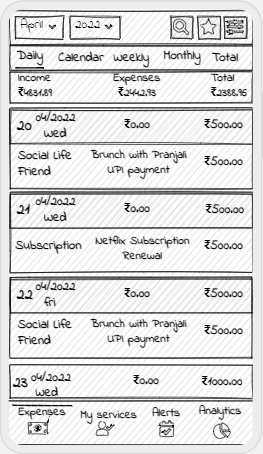 April 2022
Daily Calendar Weekly Monthly Total
Income Expenses Total
₹4831.89 ₹2442.93 ₹2388.96
20 04/2022 Wed ₹0.00 ₹500.00
Social Life Friend Brunch with Pranjali UPI payment ₹500.00
21 04/2022 Wed ₹0.00 ₹500.00
Subscription Netflix Subscription Renewal ₹500.00
22 04/2022 fri ₹0.00 ₹500.00
Social Life Friend Brunch with Pranjali UPI payment ₹500.00
23 04/2022 Wed ₹0.00 ₹1000.00
Expenses My services Alerts Analytics